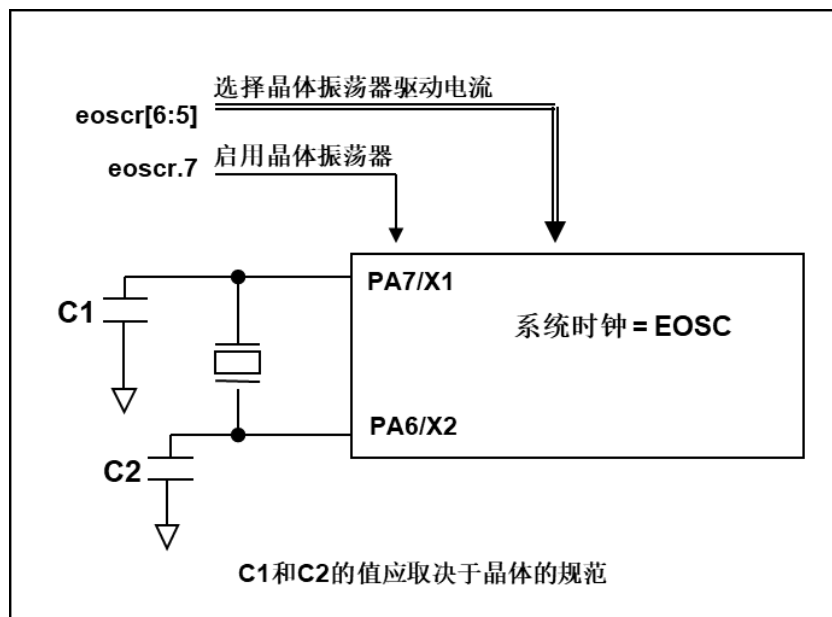 选择晶体振荡器驱动电流
eoscr[6:5]
启用晶体振荡器
eoscr.7
PA7/X1
C1
系统时钟 = EOSC
PA6/X2
C2
C1和C2的值应取决于晶体的规范